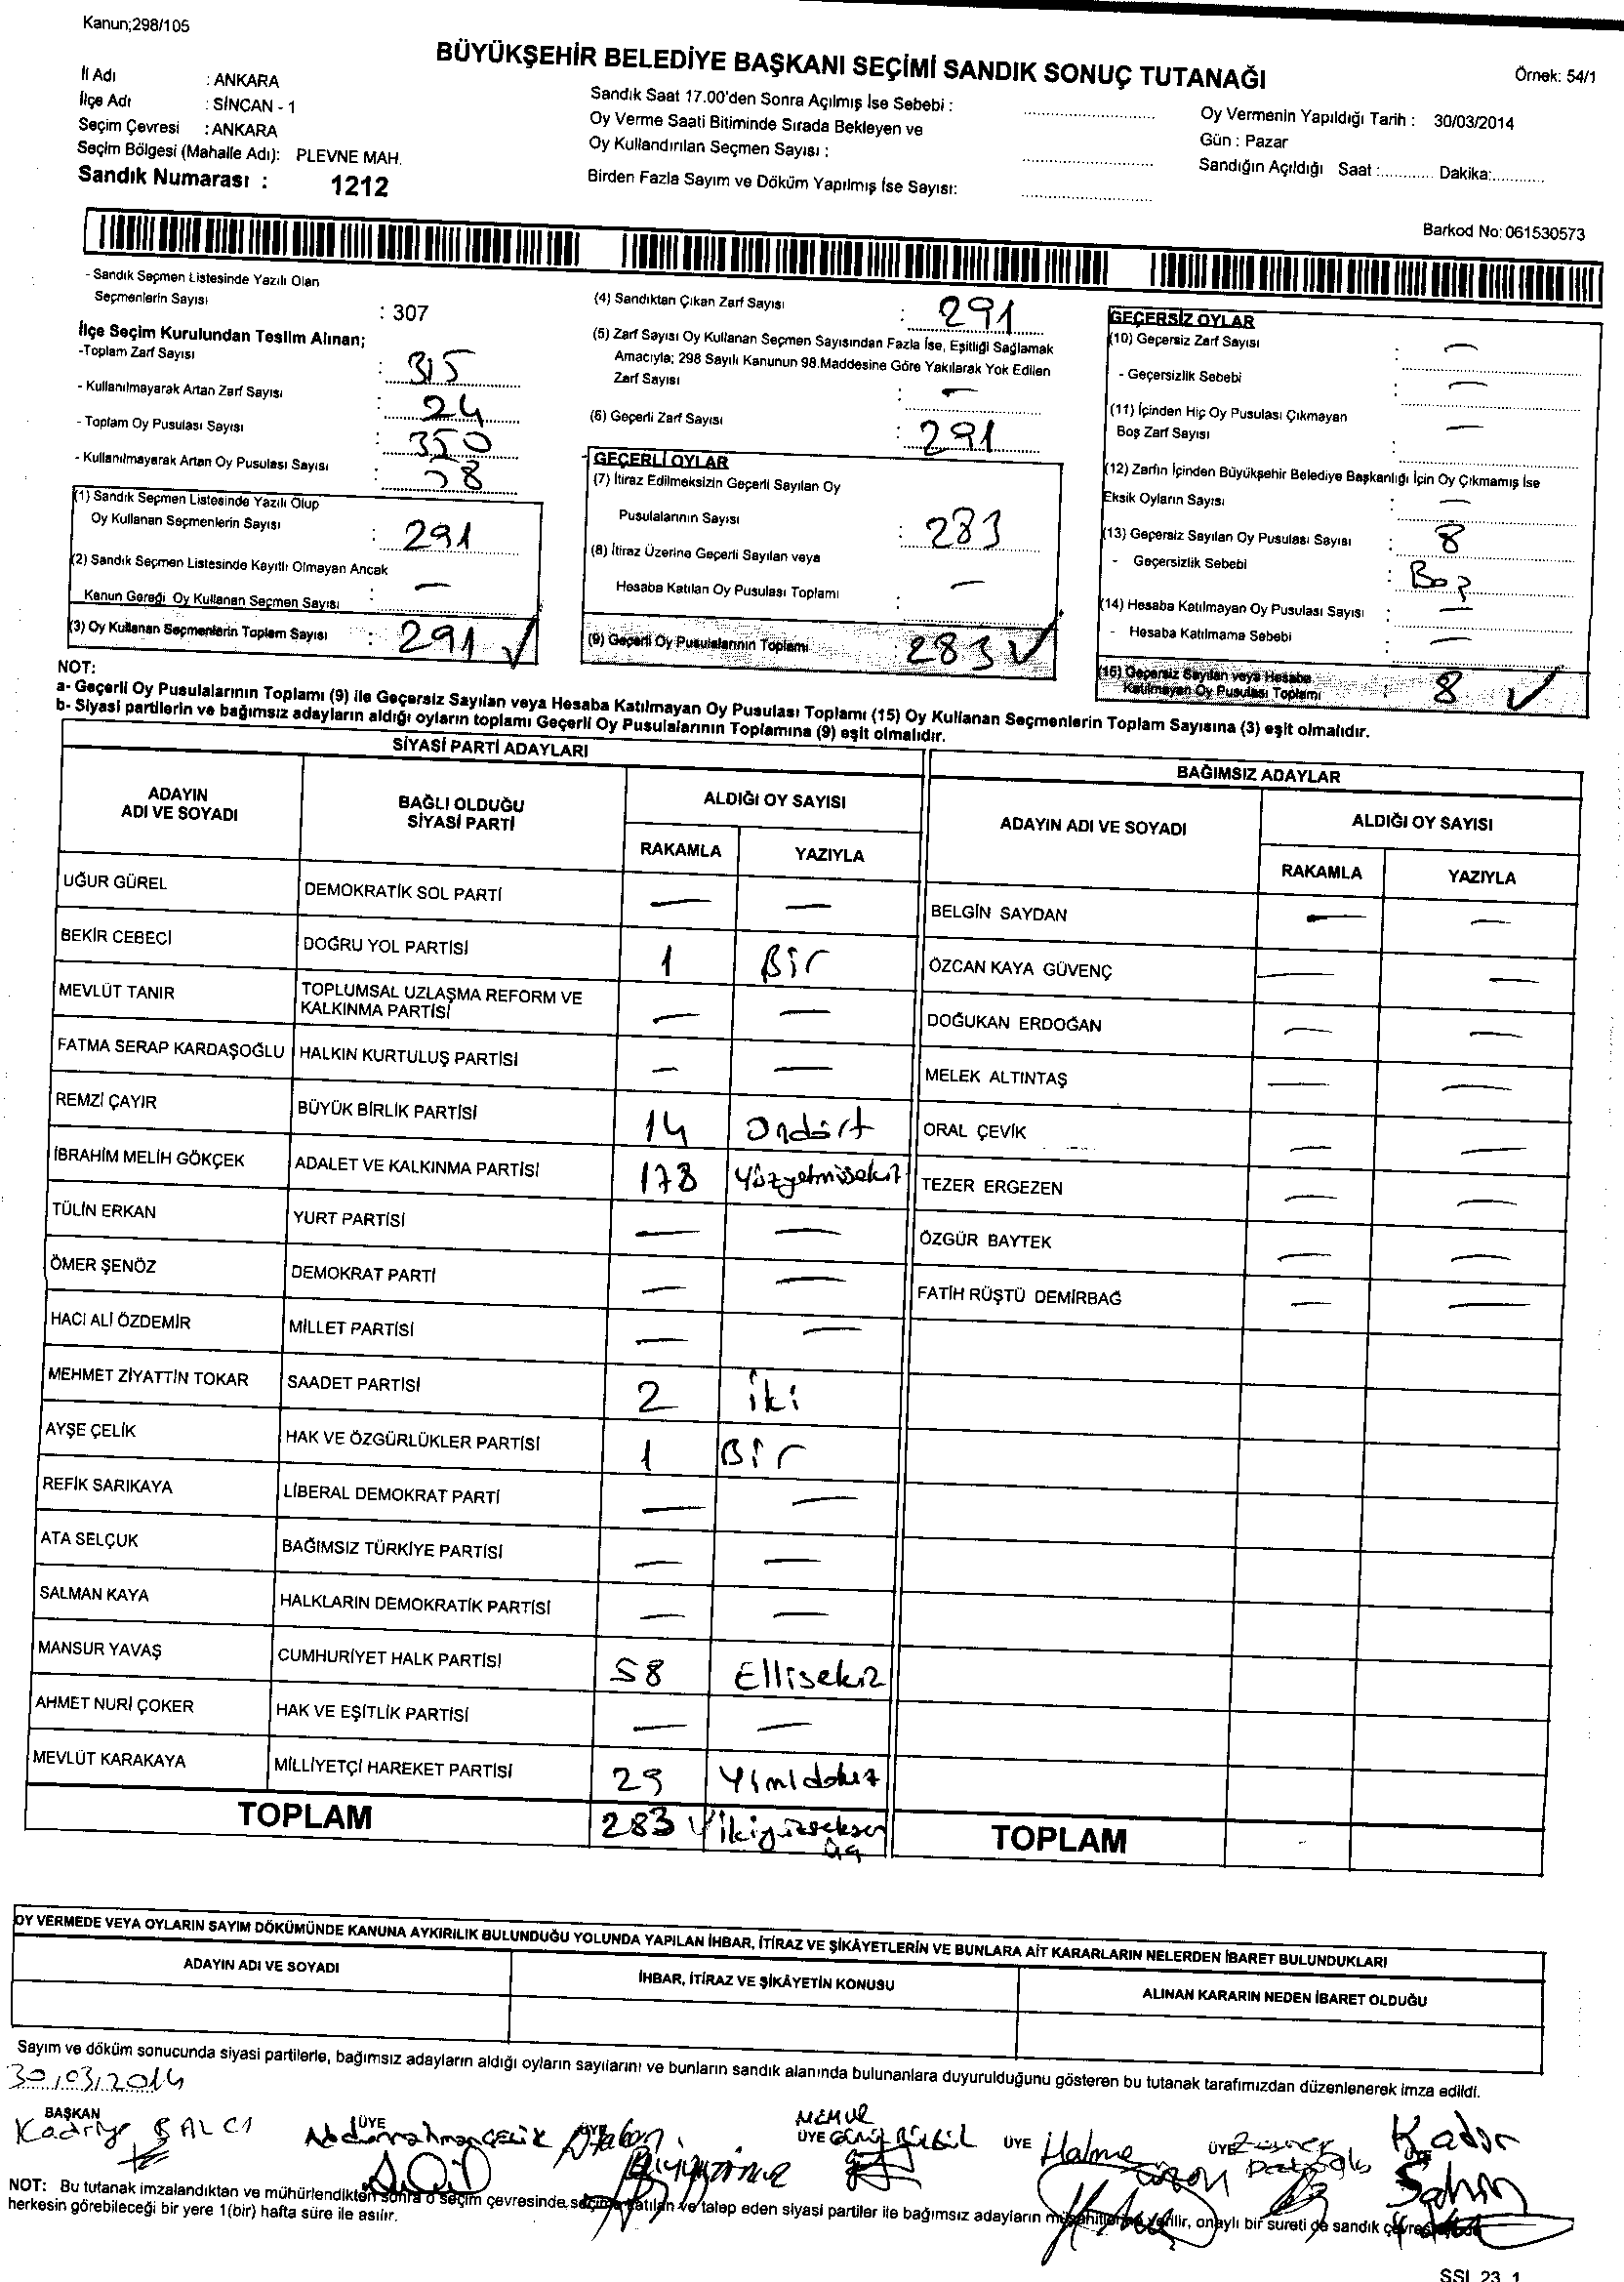 Kanun;298/105
BÜYÜKŞEHİR BELEDİYE BAŞKANI SEÇİMİ SANDIK SONUÇ TUTANAĞI
Örnek: 54/1
İl Adı : ANKARA
İlçe Adı : SİNCAN - 1
Seçim Çevresi : ANKARA
Seçim Bölgesi (Mahalle Adı): PLEVNE MAH.
Sandık Numarası : 1212
Sandık Saat 17.00'den Sonra Açılmış İse Sebebi :
Oy Verme Saati Bitiminde Sırada Bekleyen ve
Oy Kullandırılan Seçmen Sayısı :
Birden Fazla Sayım ve Döküm Yapılmış İse Sayısı:
Oy Vermenin Yapıldığı Tarih : 30/03/2014
Gün : Pazar
Sandığın Açıldığı Saat :............ Dakika:............
Barkod No: 061530573
- Sandık Seçmen Listesinde Yazılı Olan
Seçmenlerin Sayısı : 307
İlçe Seçim Kurulundan Teslim Alınan;
-Toplam Zarf Sayısı : 315
- Kullanılmayarak Artan Zarf Sayısı : 24
- Toplam Oy Pusulası Sayısı : 350
- Kullanılmayarak Artan Oy Pusulası Sayısı :
(1) Sandık Seçmen Listesinde Yazılı Olup
Oy Kullanan Seçmenlerin Sayısı : 291
(2) Sandık Seçmen Listesinde Kayıtlı Olmayan Ancak
Kanun Gereği Oy Kullanan Seçmen Sayısı : —
(3) Oy Kullanan Seçmenlerin Toplam Sayısı : 291 ✓
(4) Sandıktan Çıkan Zarf Sayısı : 291
(5) Zarf Sayısı Oy Kullanan Seçmen Sayısından Fazla İse, Eşitliği Sağlamak
Amacıyla; 298 Sayılı Kanunun 98.Maddesine Göre Yakılarak Yok Edilen
Zarf Sayısı : —
(6) Geçerli Zarf Sayısı : 291
GEÇERLİ OYLAR
(7) İtiraz Edilmeksizin Geçerli Sayılan Oy
Pusulalarının Sayısı : 283
(8) İtiraz Üzerine Geçerli Sayılan veya
Hesaba Katılan Oy Pusulası Toplamı : —
(9) Geçerli Oy Pusulalarının Toplamı : 283 ✓
GEÇERSİZ OYLAR
(10) Geçersiz Zarf Sayısı : —
- Geçersizlik Sebebi : —
(11) İçinden Hiç Oy Pusulası Çıkmayan
Boş Zarf Sayısı : —
(12) Zarfın İçinden Büyükşehir Belediye Başkanlığı İçin Oy Çıkmamış İse
Eksik Oyların Sayısı : —
(13) Geçersiz Sayılan Oy Pusulası Sayısı : 8
- Geçersizlik Sebebi : Boş
(14) Hesaba Katılmayan Oy Pusulası Sayısı : —
- Hesaba Katılmama Sebebi : —
(15) Geçersiz Sayılan veya Hesaba
Katılmayan Oy Pusulası Toplamı : 8 ✓
NOT:
a- Geçerli Oy Pusulalarının Toplamı (9) ile Geçersiz Sayılan veya Hesaba Katılmayan Oy Pusulası Toplamı (15) Oy Kullanan Seçmenlerin Toplam Sayısına (3) eşit olmalıdır.
b- Siyasi partilerin ve bağımsız adayların aldığı oyların toplamı Geçerli Oy Pusulalarının Toplamına (9) eşit olmalıdır.
SİYASİ PARTİ ADAYLARI
ADAYIN ADI VE SOYADI
BAĞLI OLDUĞU SİYASİ PARTİ
ALDIĞI OY SAYISI
RAKAMLA YAZIYLA
UĞUR GÜREL DEMOKRATİK SOL PARTİ — —
BEKİR CEBECİ DOĞRU YOL PARTİSİ 1 Bir
MEVLÜT TANIR TOPLUMSAL UZLAŞMA REFORM VE
KALKINMA PARTİSİ — —
FATMA SERAP KARDAŞOĞLU HALKIN KURTULUŞ PARTİSİ — —
REMZİ ÇAYIR BÜYÜK BİRLİK PARTİSİ 14 Ondört
İBRAHİM MELİH GÖKÇEK ADALET VE KALKINMA PARTİSİ 178 Yüzyetmişsekiz
TÜLİN ERKAN YURT PARTİSİ — —
ÖMER ŞENÖZ DEMOKRAT PARTİ — —
HACI ALİ ÖZDEMİR MİLLET PARTİSİ — —
MEHMET ZİYATTİN TOKAR SAADET PARTİSİ 2 iki
AYŞE ÇELİK HAK VE ÖZGÜRLÜKLER PARTİSİ 1 Bir
REFİK SARIKAYA LİBERAL DEMOKRAT PARTİ — —
ATA SELÇUK BAĞIMSIZ TÜRKİYE PARTİSİ — —
SALMAN KAYA HALKLARIN DEMOKRATİK PARTİSİ — —
MANSUR YAVAŞ CUMHURİYET HALK PARTİSİ 58 Ellisekiz
AHMET NURİ ÇOKER HAK VE EŞİTLİK PARTİSİ — —
MEVLÜT KARAKAYA MİLLİYETÇİ HAREKET PARTİSİ 29 Yimidokuz
TOPLAM 283 ✓ ikiyüzseksen
üç
BAĞIMSIZ ADAYLAR
ADAYIN ADI VE SOYADI
ALDIĞI OY SAYISI
RAKAMLA YAZIYLA
BELGİN SAYDAN — —
ÖZCAN KAYA GÜVENÇ — —
DOĞUKAN ERDOĞAN — —
MELEK ALTINTAŞ — —
ORAL ÇEVİK — —
TEZER ERGEZEN — —
ÖZGÜR BAYTEK — —
FATİH RÜŞTÜ DEMİRBAĞ — —
TOPLAM -
OY VERMEDE VEYA OYLARIN SAYIM DÖKÜMÜNDE KANUNA AYKIRILIK BULUNDUĞU YOLUNDA YAPILAN İHBAR, İTİRAZ VE ŞİKÂYETLERİN VE BUNLARA AİT KARARLARIN NELERDEN İBARET BULUNDUKLARI
ADAYIN ADI VE SOYADI
İHBAR, İTİRAZ VE ŞİKÂYETİN KONUSU
ALINAN KARARIN NEDEN İBARET OLDUĞU
Sayım ve döküm sonucunda siyasi partilerle, bağımsız adayların aldığı oyların sayılarını ve bunların sandık alanında bulunanlara duyurulduğunu gösteren bu tutanak tarafımızdan düzenlenerek imza edildi.
30.03.2014
BAŞKAN ÜYE MEMUR ÜYE ÜYE ÜYE
Kadriye BALCI Abdurrahman ÇELİK Kadir
Şahin
NOT: Bu tutanak imzalandıktan ve mühürlendikten sonra o seçim çevresinde, seçime katılan ve talep eden siyasi partiler ile bağımsız adayların müşahitlerine verilir, onaylı bir sureti de sandık çevresinde
herkesin görebileceği bir yere 1(bir) hafta süre ile asılır.
SSI 23 1